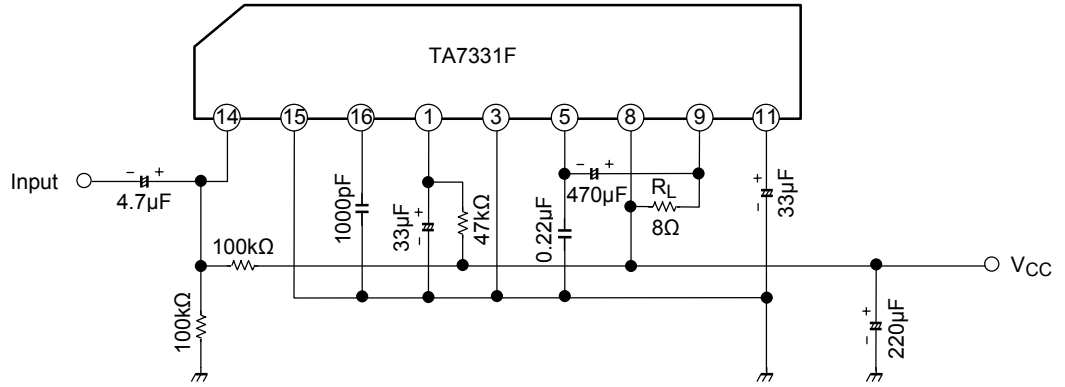 TA7331F
14 15 16 1 3 5 8 9 11
Input
- +
4.7μF
100kΩ
100kΩ
1000pF
33μF
+
-
47kΩ
0.22μF
- +
470μF
RL
8Ω
+
-
33μF
VCC
+
-
220μF